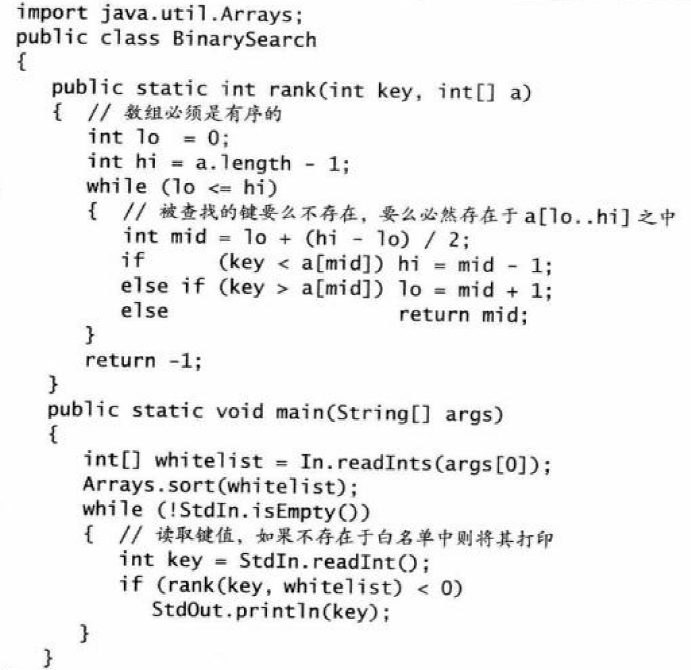 import java.util.Arrays;
public class BinarySearch
{
public static int rank(int key, int[] a)
{ // 数组必须是有序的
int lo = 0;
int hi = a.length - 1;
while (lo <= hi)
{ // 被查找的键要么不存在，要么必然存在于 a[lo..hi] 之中
int mid = lo + (hi - lo) / 2;
if (key < a[mid]) hi = mid - 1;
else if (key > a[mid]) lo = mid + 1;
else return mid;
}
return -1;
}
public static void main(String[] args)
{
int[] whitelist = In.readInts(args[0]);
Arrays.sort(whitelist);
while (!StdIn.isEmpty())
{ // 读取键值，如果不存在于白名单中则将其打印
int key = StdIn.readInt();
if (rank(key, whitelist) < 0)
StdOut.println(key);
}
}